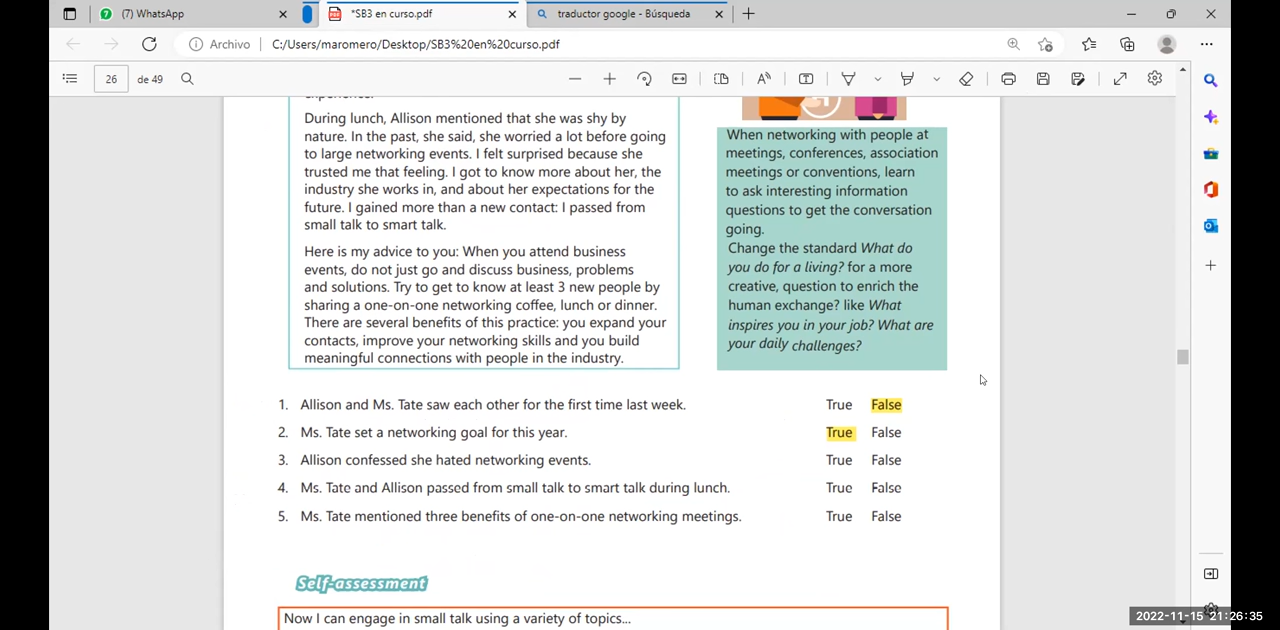 (7) WhatsApp
*SB3 en curso.pdf
traductor google - Búsqueda
Archivo
C:/Users/maromero/Desktop/SB3%20en%20curso.pdf
26 de 49
experience.
During lunch, Allison mentioned that she was shy by
nature. In the past, she said, she worried a lot before going
to large networking events. I felt surprised because she
trusted me that feeling. I got to know more about her, the
industry she works in, and about her expectations for the
future. I gained more than a new contact: I passed from
small talk to smart talk.
Here is my advice to you: When you attend business
events, do not just go and discuss business, problems
and solutions. Try to get to know at least 3 new people by
sharing a one-on-one networking coffee, lunch or dinner.
There are several benefits of this practice: you expand your
contacts, improve your networking skills and you build
meaningful connections with people in the industry.
When networking with people at
meetings, conferences, association
meetings or conventions, learn
to ask interesting information
questions to get the conversation
going.
Change the standard What do
you do for a living? for a more
creative, question to enrich the
human exchange? like What
inspires you in your job? What are
your daily challenges?
1. Allison and Ms. Tate saw each other for the first time last week. True False
2. Ms. Tate set a networking goal for this year. True False
3. Allison confessed she hated networking events. True False
4. Ms. Tate and Allison passed from small talk to smart talk during lunch. True False
5. Ms. Tate mentioned three benefits of one-on-one networking meetings. True False
Self-assessment
Now I can engage in small talk using a variety of topics...
2022-11-15 21:26:35